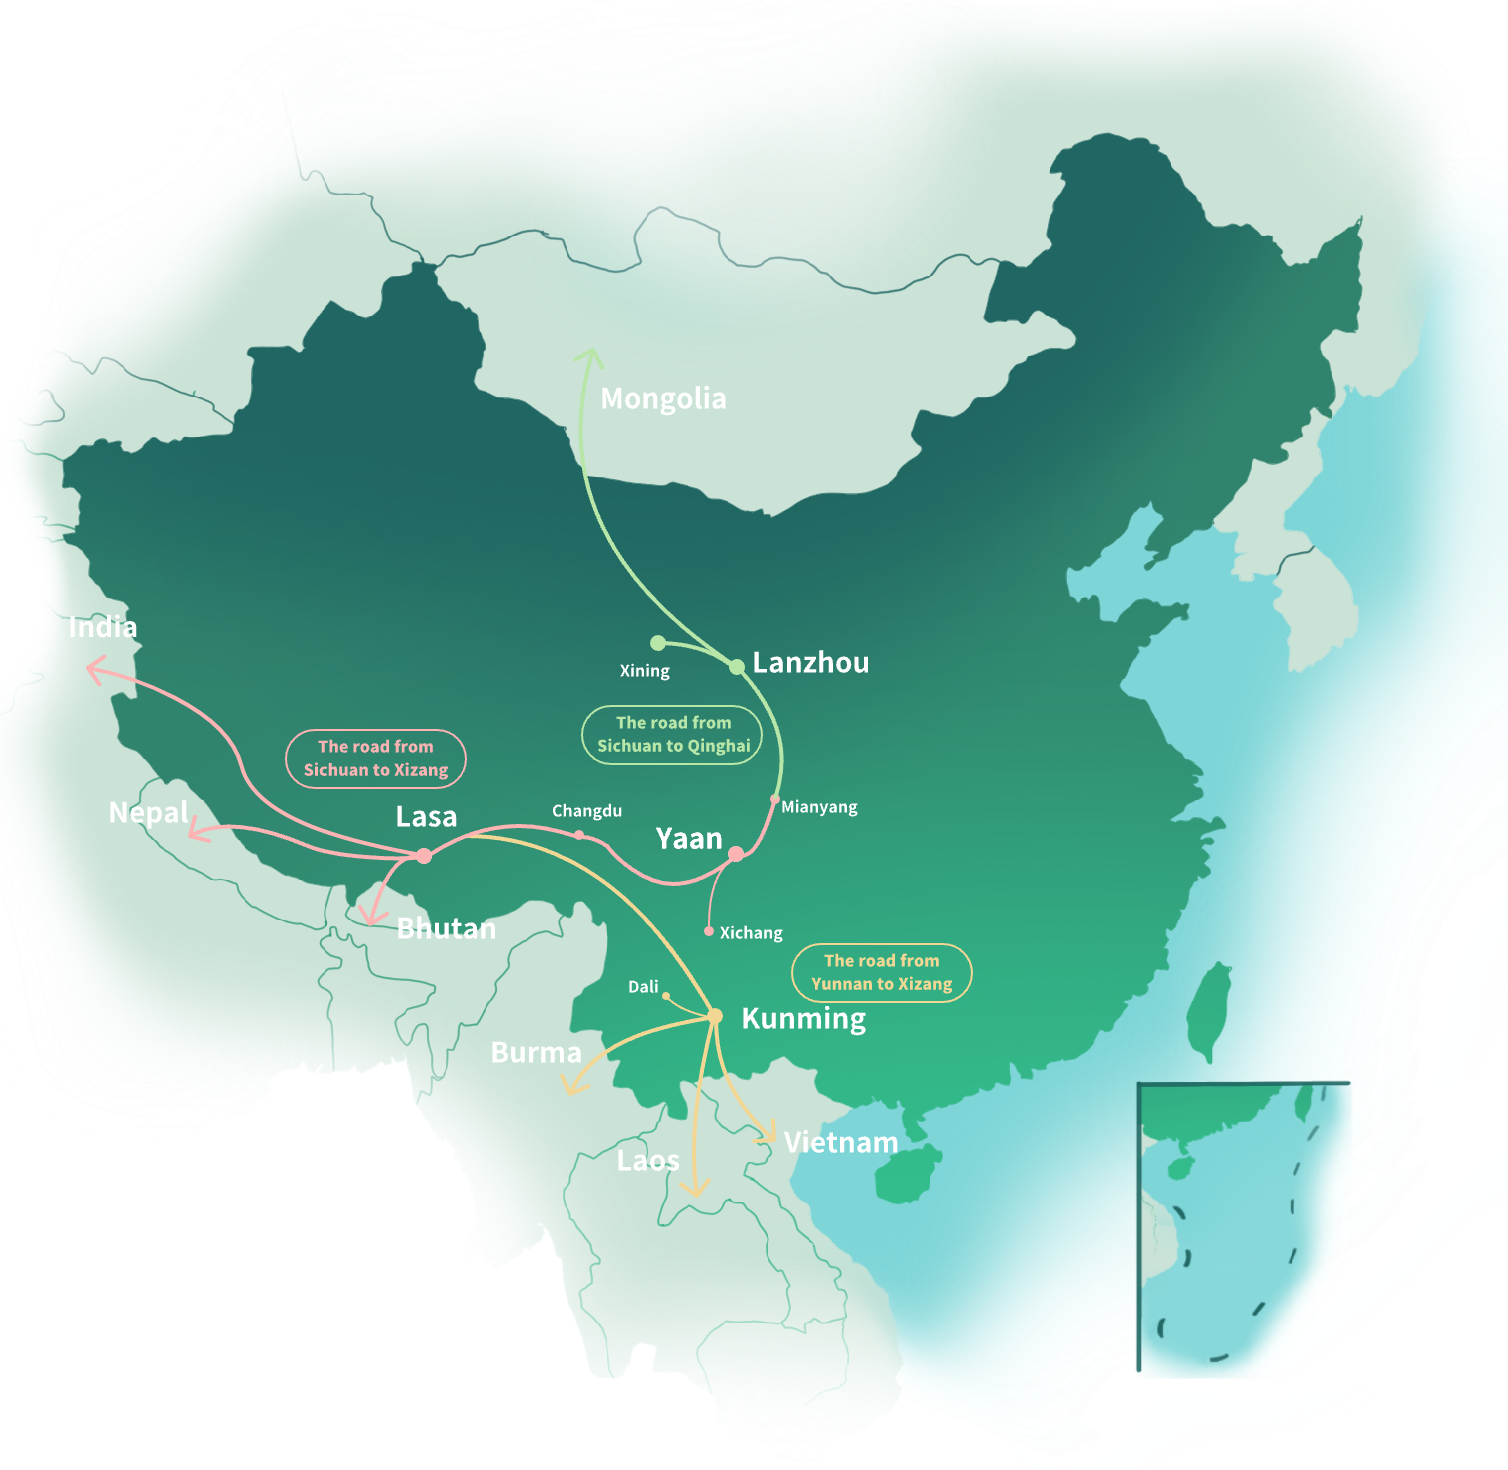 Mongolia
India
Xining
Lanzhou
The road from
Sichuan to Qinghai
The road from
Sichuan to Xizang
Nepal
Lasa
Changdu
Mianyang
Yaan
Bhutan
Xichang
The road from
Yunnan to Xizang
Dali
Kunming
Burma
Vietnam
Laos